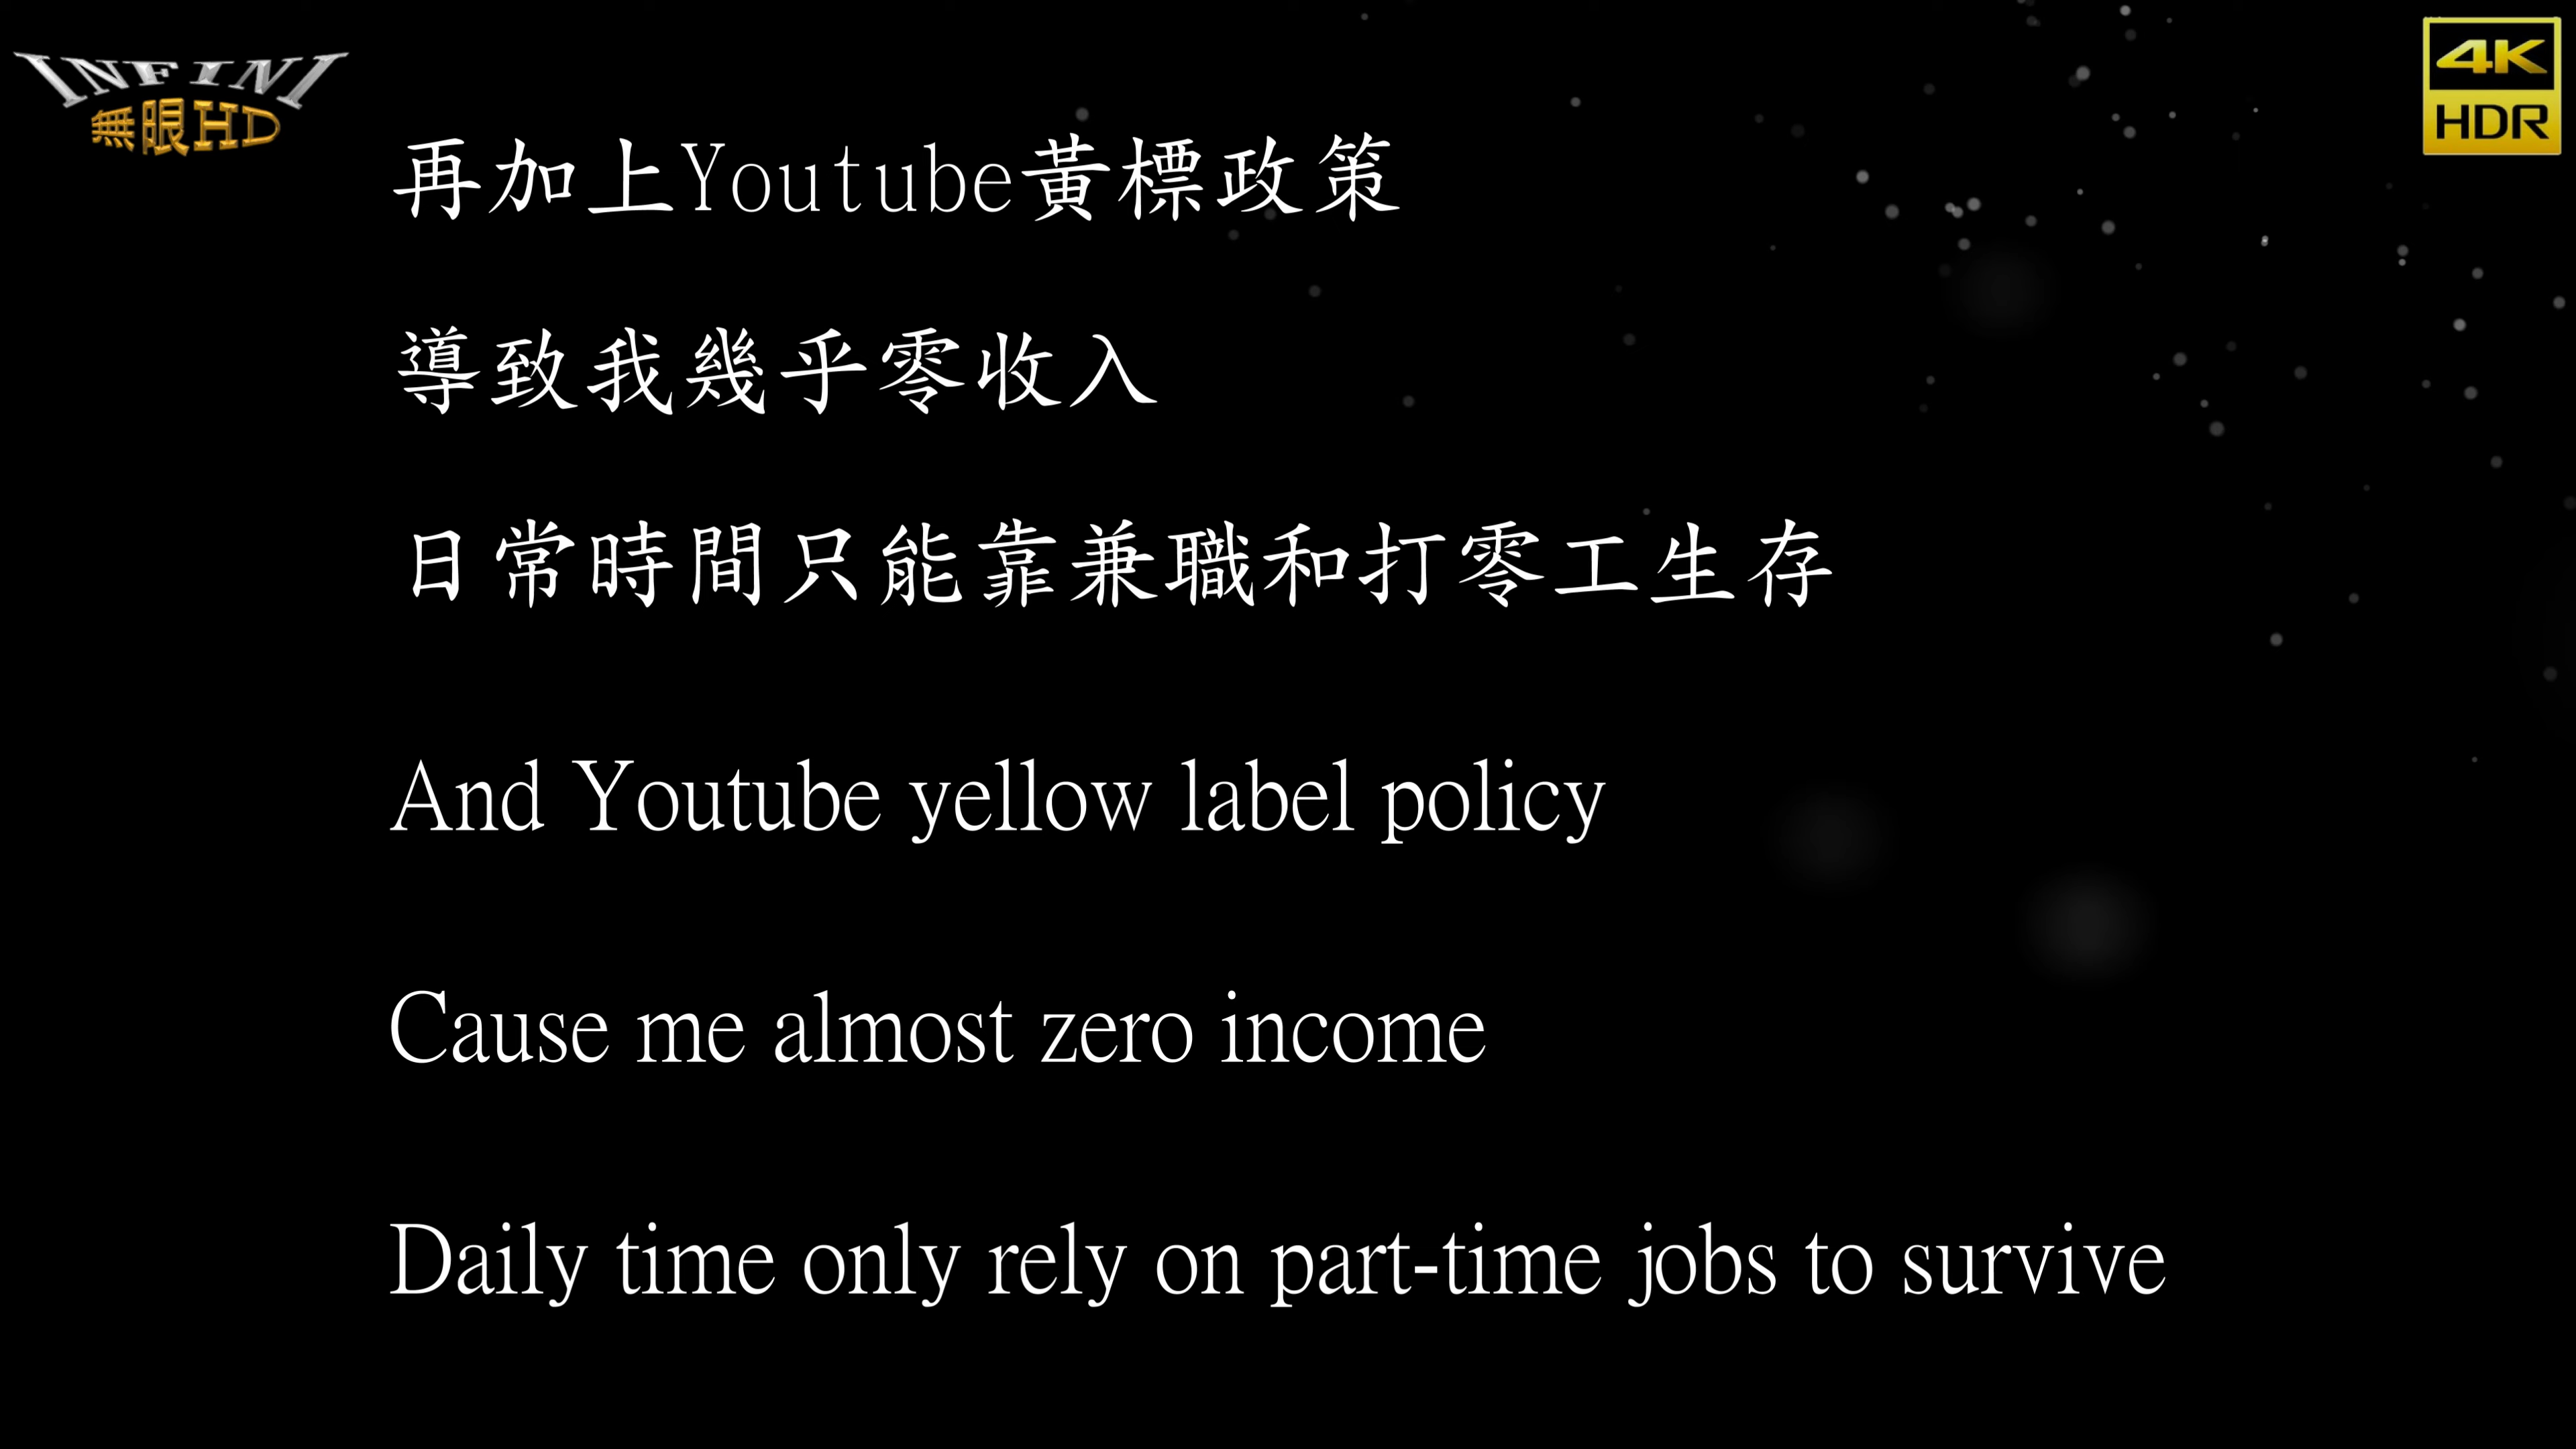 INFINI
無限HD
4K
HDR
再加上Youtube黃標政策
導致我幾乎零收入
日常時間只能靠兼職和打零工生存
And Youtube yellow label policy
Cause me almost zero income
Daily time only rely on part-time jobs to survive